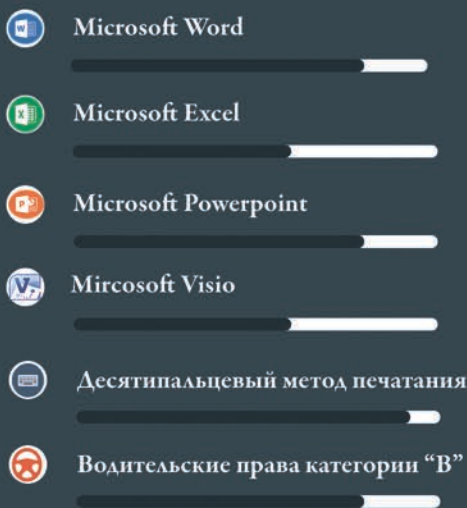 Microsoft Word
Microsoft Excel
Microsoft Powerpoint
Mircosoft Visio
Десятипальцевый метод печатания
Водительские права категории “В”